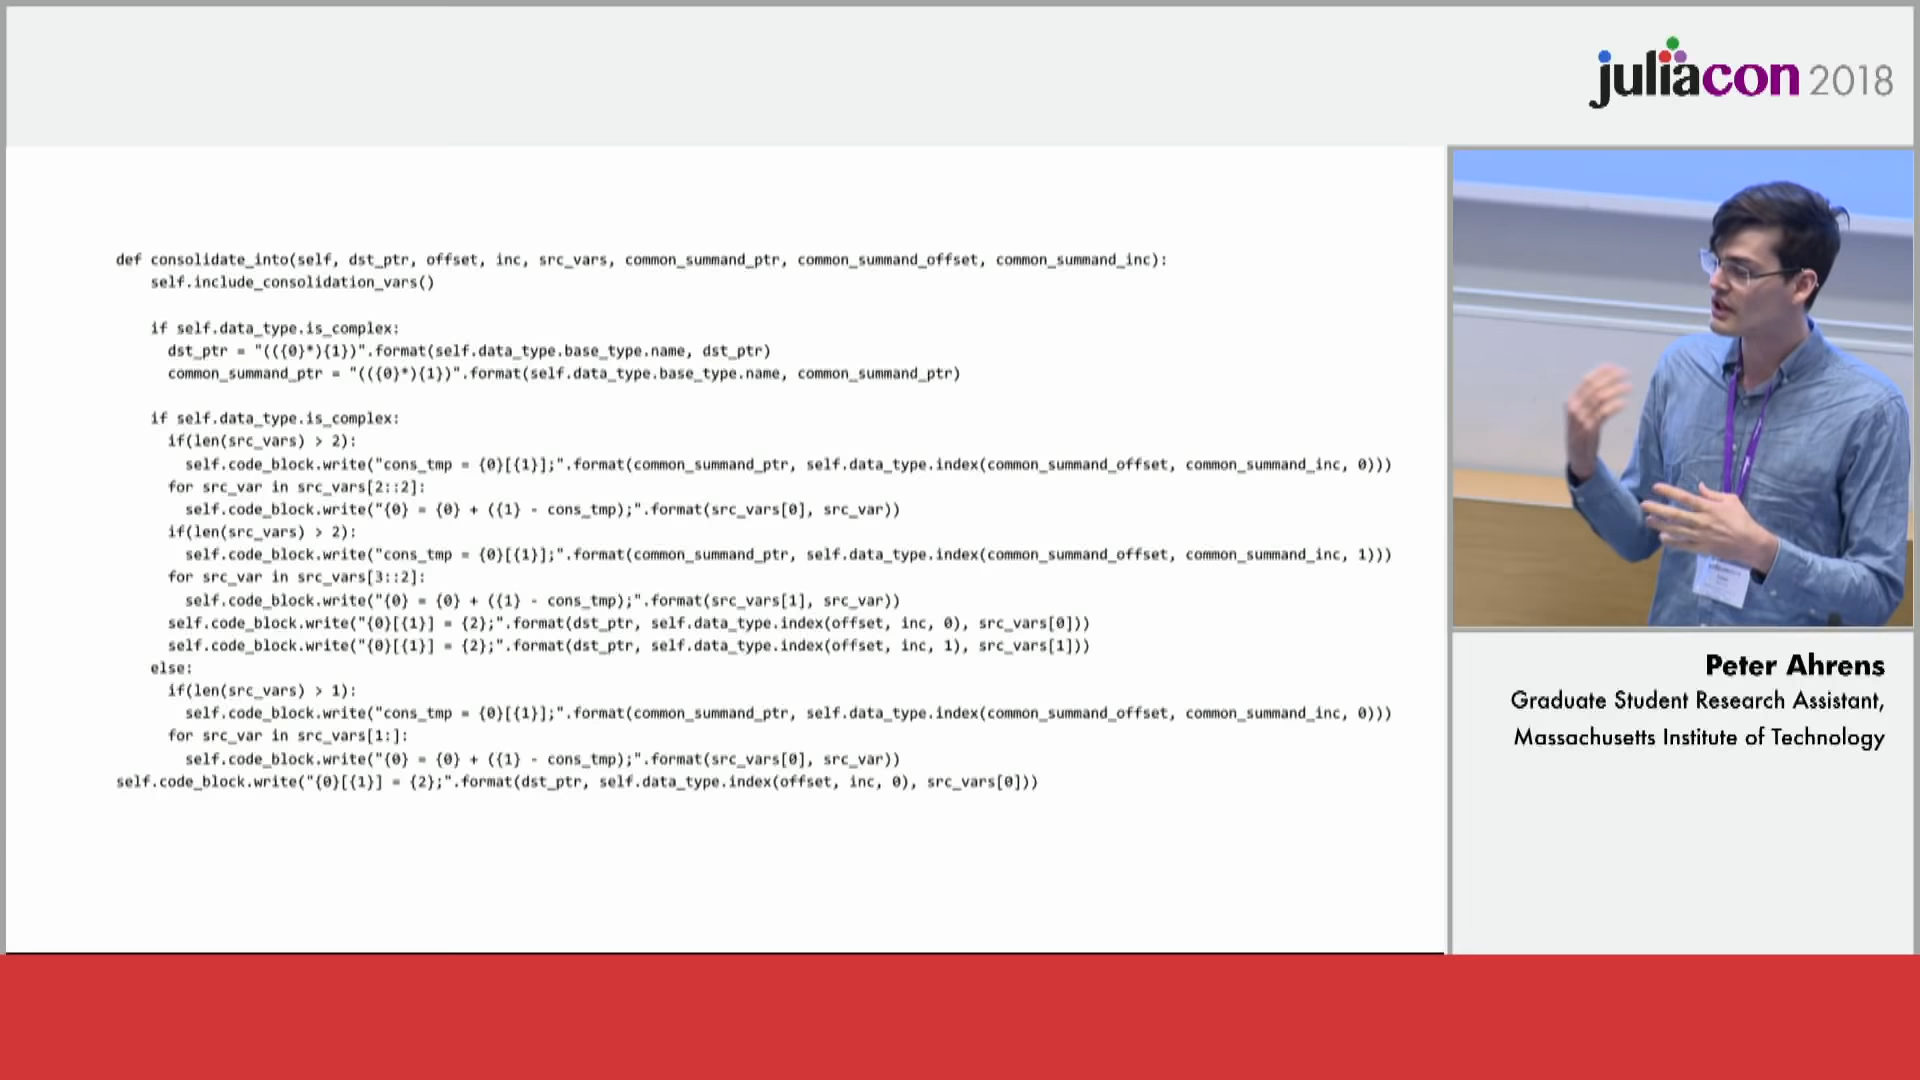 juliacon 2018
def consolidate_into(self, dst_ptr, offset, inc, src_vars, common_summand_ptr, common_summand_offset, common_summand_inc):
self.include_consolidation_vars()
if self.data_type.is_complex:
dst_ptr = "(({0}*){1})".format(self.data_type.base_type.name, dst_ptr)
common_summand_ptr = "(({0}*){1})".format(self.data_type.base_type.name, common_summand_ptr)
if self.data_type.is_complex:
if(len(src_vars) > 2):
self.code_block.write("cons_tmp = {0}[{1}];".format(common_summand_ptr, self.data_type.index(common_summand_offset, common_summand_inc, 0)))
for src_var in src_vars[2::2]:
self.code_block.write("{0} = {0} + ({1} - cons_tmp);".format(src_vars[0], src_var))
if(len(src_vars) > 2):
self.code_block.write("cons_tmp = {0}[{1}];".format(common_summand_ptr, self.data_type.index(common_summand_offset, common_summand_inc, 1)))
for src_var in src_vars[3::2]:
self.code_block.write("{0} = {0} + ({1} - cons_tmp);".format(src_vars[1], src_var))
self.code_block.write("{0}[{1}] = {2};".format(dst_ptr, self.data_type.index(offset, inc, 0), src_vars[0]))
self.code_block.write("{0}[{1}] = {2};".format(dst_ptr, self.data_type.index(offset, inc, 1), src_vars[1]))
else:
if(len(src_vars) > 1):
self.code_block.write("cons_tmp = {0}[{1}];".format(common_summand_ptr, self.data_type.index(common_summand_offset, common_summand_inc, 0)))
for src_var in src_vars[1:]:
self.code_block.write("{0} = {0} + ({1} - cons_tmp);".format(src_vars[0], src_var))
self.code_block.write("{0}[{1}] = {2};".format(dst_ptr, self.data_type.index(offset, inc, 0), src_vars[0]))
Peter Ahrens
Graduate Student Research Assistant,
Massachusetts Institute of Technology